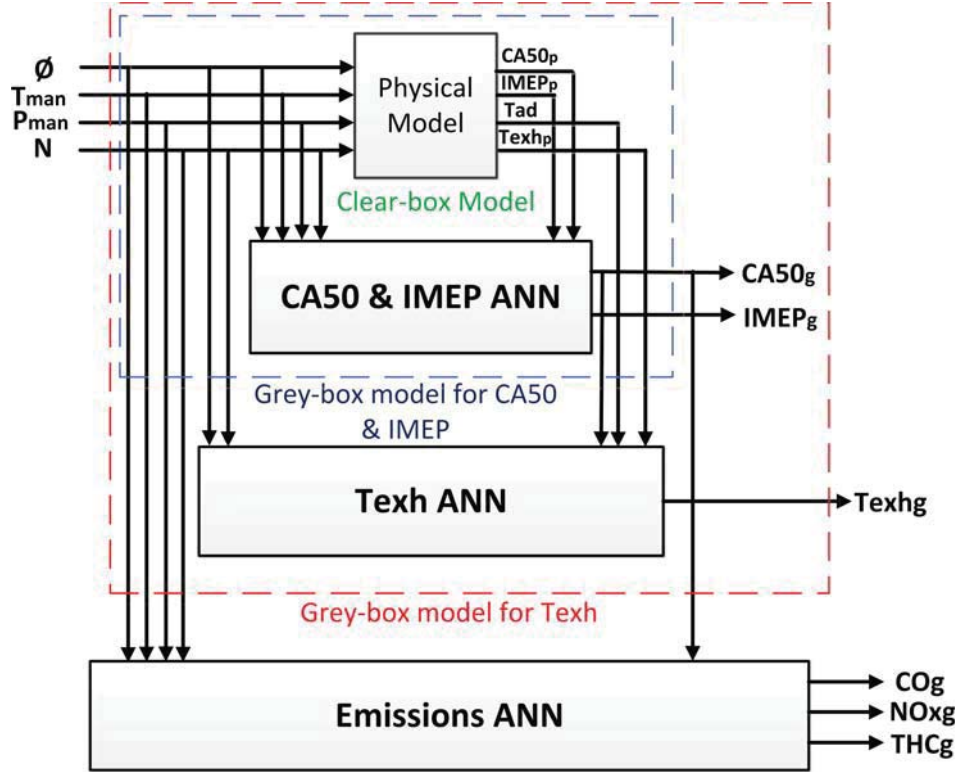 Ø
Tman
Pman
N
Physical
Model
CA50p
IMEPp
Tad
Texhp
Clear-box Model
CA50 & IMEP ANN
CA50g
IMEPg
Grey-box model for CA50
& IMEP
Texh ANN
Texhg
Grey-box model for Texh
Emissions ANN
COg
NOxg
THCg